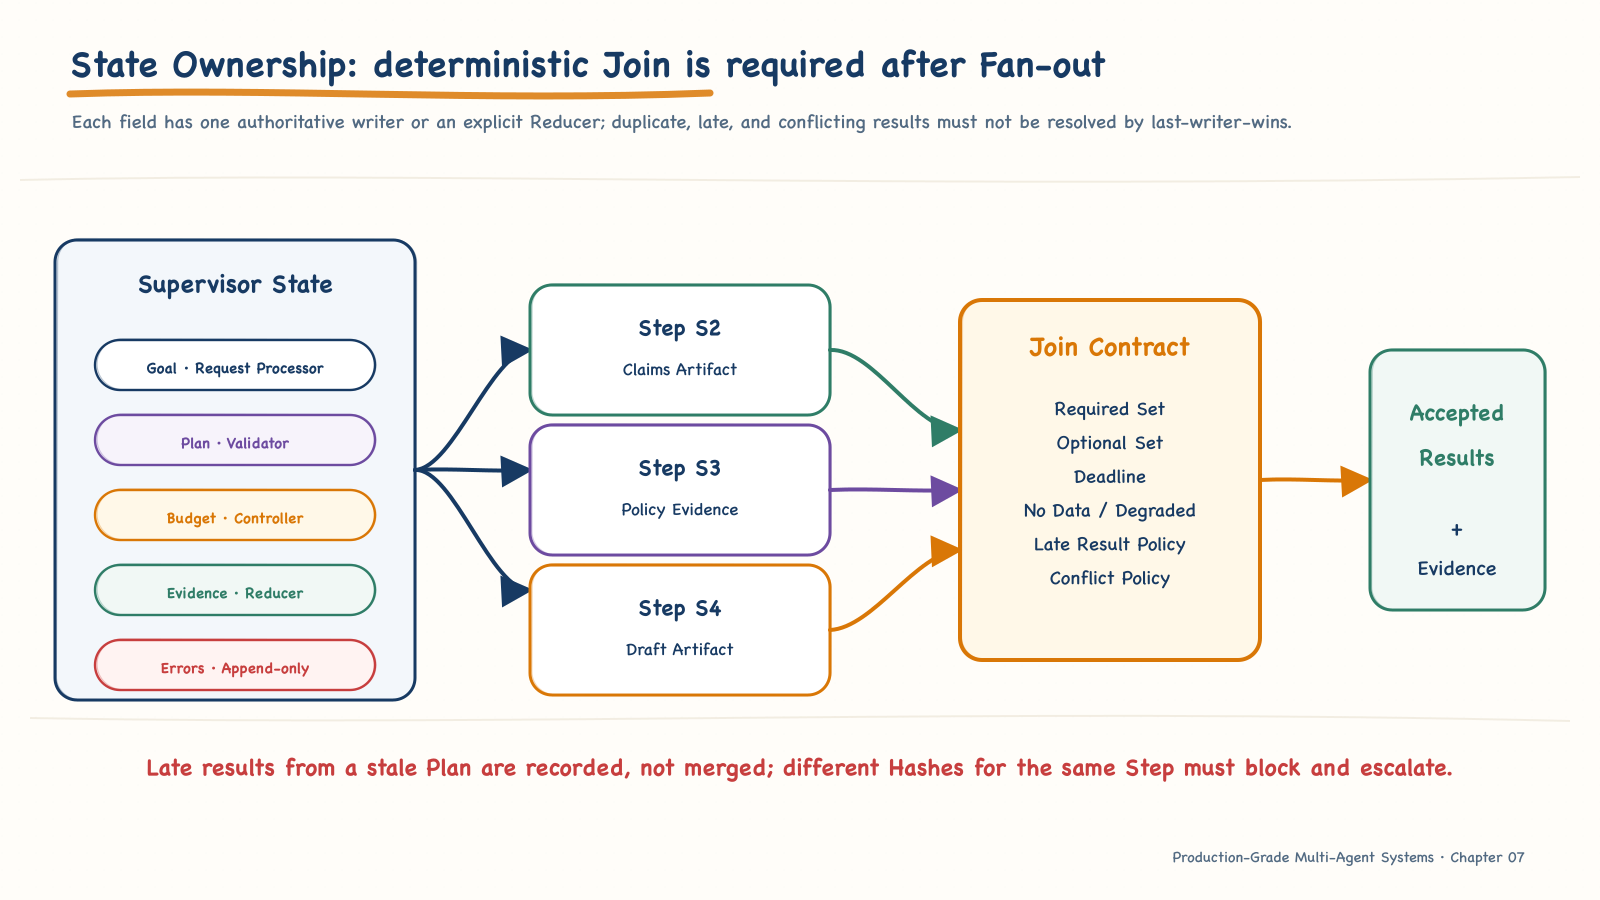 State Ownership: deterministic Join is required after Fan-out
Each field has one authoritative writer or an explicit Reducer; duplicate, late, and conflicting results must not be resolved by last-writer-wins.
Supervisor State
Goal · Request Processor
Plan · Validator
Budget · Controller
Evidence · Reducer
Errors · Append-only
Step S2
Claims Artifact
Step S3
Policy Evidence
Step S4
Draft Artifact
Join Contract
Required Set
Optional Set
Deadline
No Data / Degraded
Late Result Policy
Conflict Policy
Accepted
Results
+
Evidence
Late results from a stale Plan are recorded, not merged; different Hashes for the same Step must block and escalate.
Production-Grade Multi-Agent Systems · Chapter 07